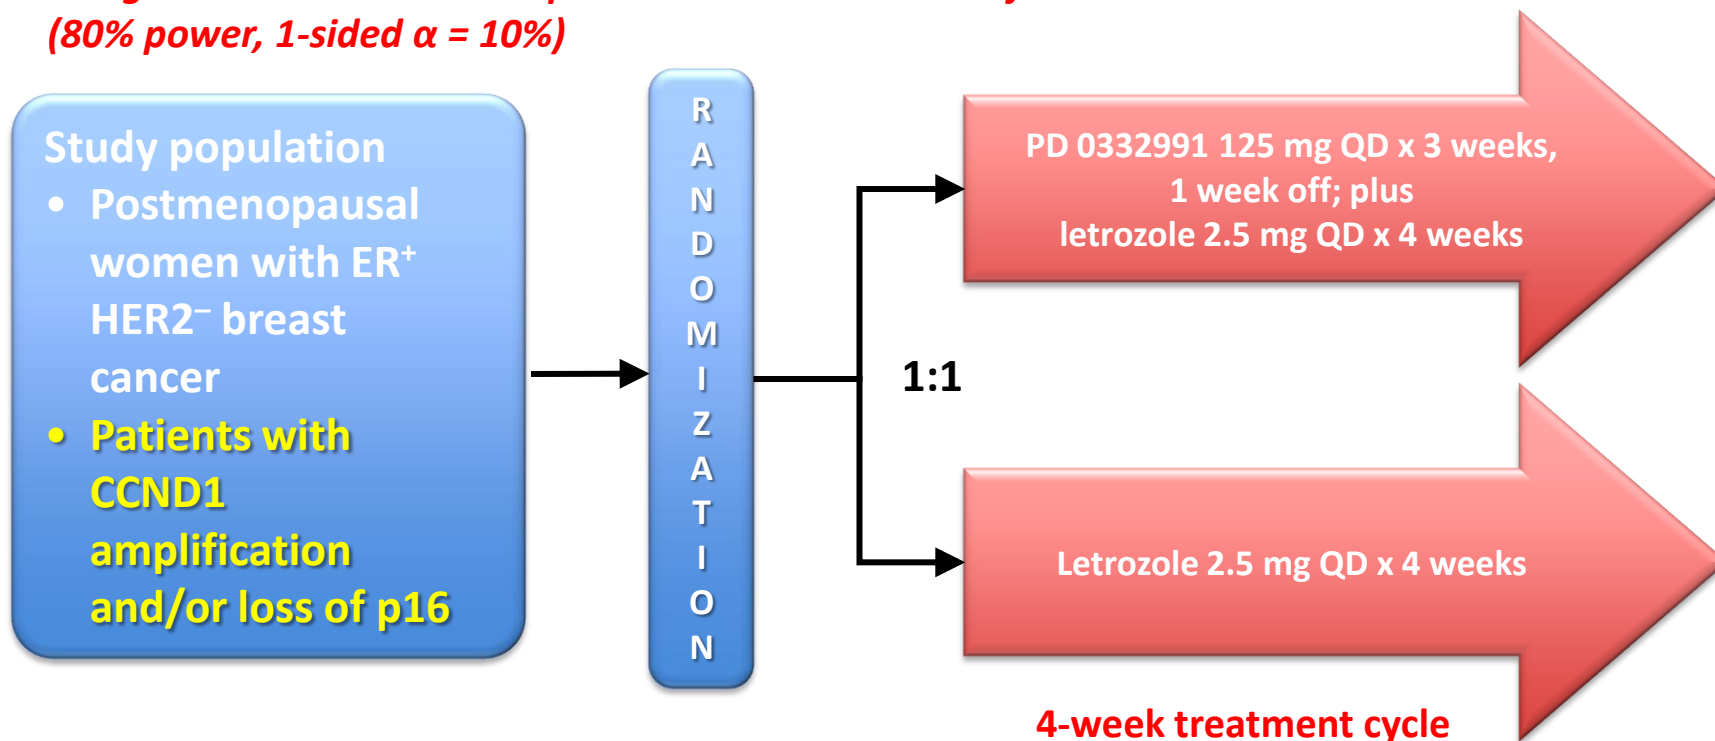 (80% power, 1-sided α = 10%)
Study population
• Postmenopausal
women with ER⁺
HER2⁻ breast
cancer
• Patients with
CCND1
amplification
and/or loss of p16
R
A
N
D
O
M
I
Z
A
T
I
O
N
1:1
PD 0332991 125 mg QD x 3 weeks,
1 week off; plus
letrozole 2.5 mg QD x 4 weeks
Letrozole 2.5 mg QD x 4 weeks
4-week treatment cycle